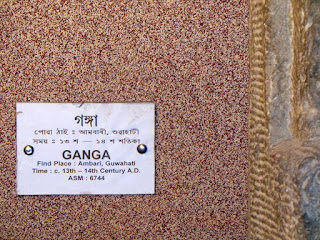 গঙ্গা
পোৱা ঠাই : আমবাৰী, গুৱাহাটী
সময় : ১৩ শ — ১৪ শ শতিকা
GANGA
Find Place : Ambari, Guwahati
Time : c. 13th – 14th Century A.D.
ASM : 6744